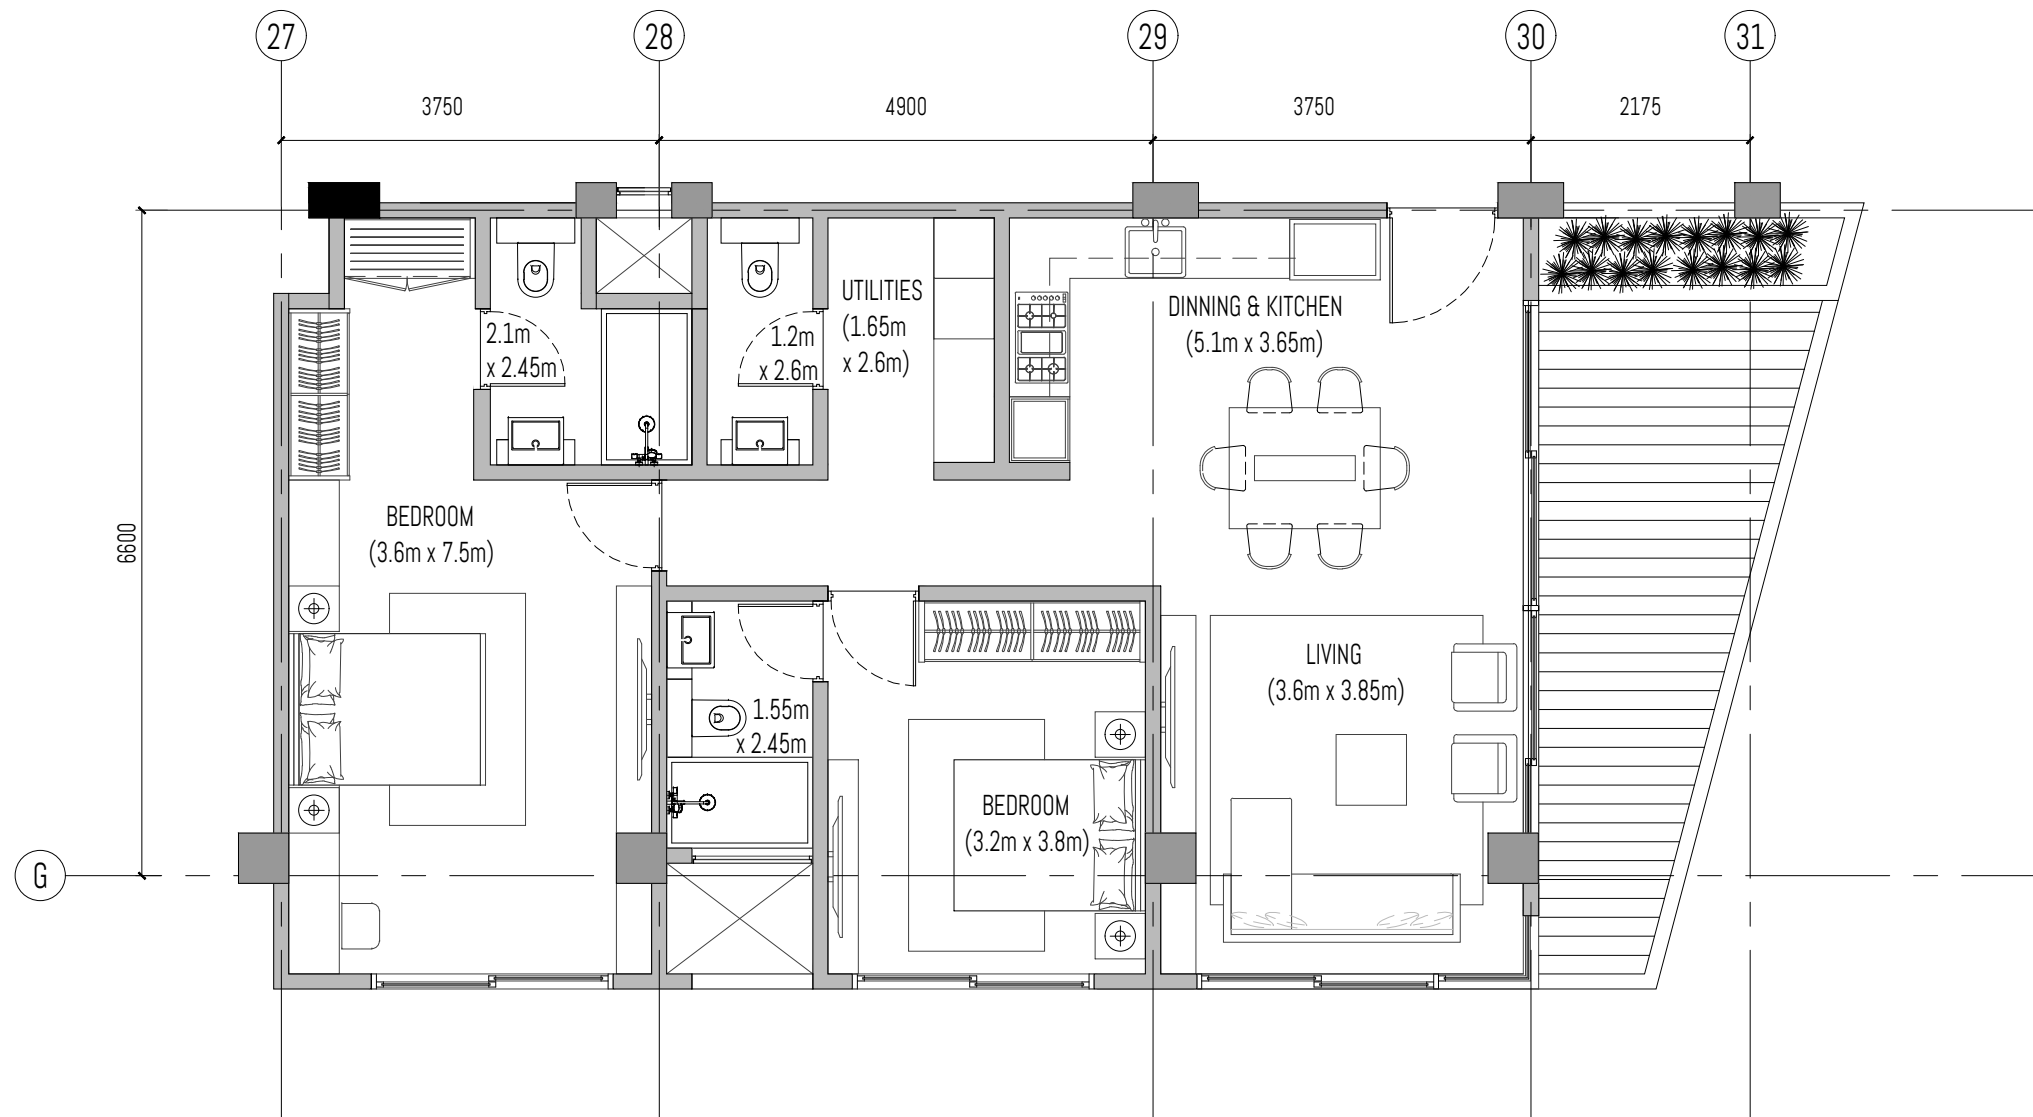 27
28
29
30
31
3750
4900
3750
2175
6600
G
UTILITIES
(1.65m
x 2.6m)
2.1m
x 2.45m
1.2m
x 2.6m
DINNING & KITCHEN
(5.1m x 3.65m)
BEDROOM
(3.6m x 7.5m)
LIVING
(3.6m x 3.85m)
1.55m
x 2.45m
BEDROOM
(3.2m x 3.8m)